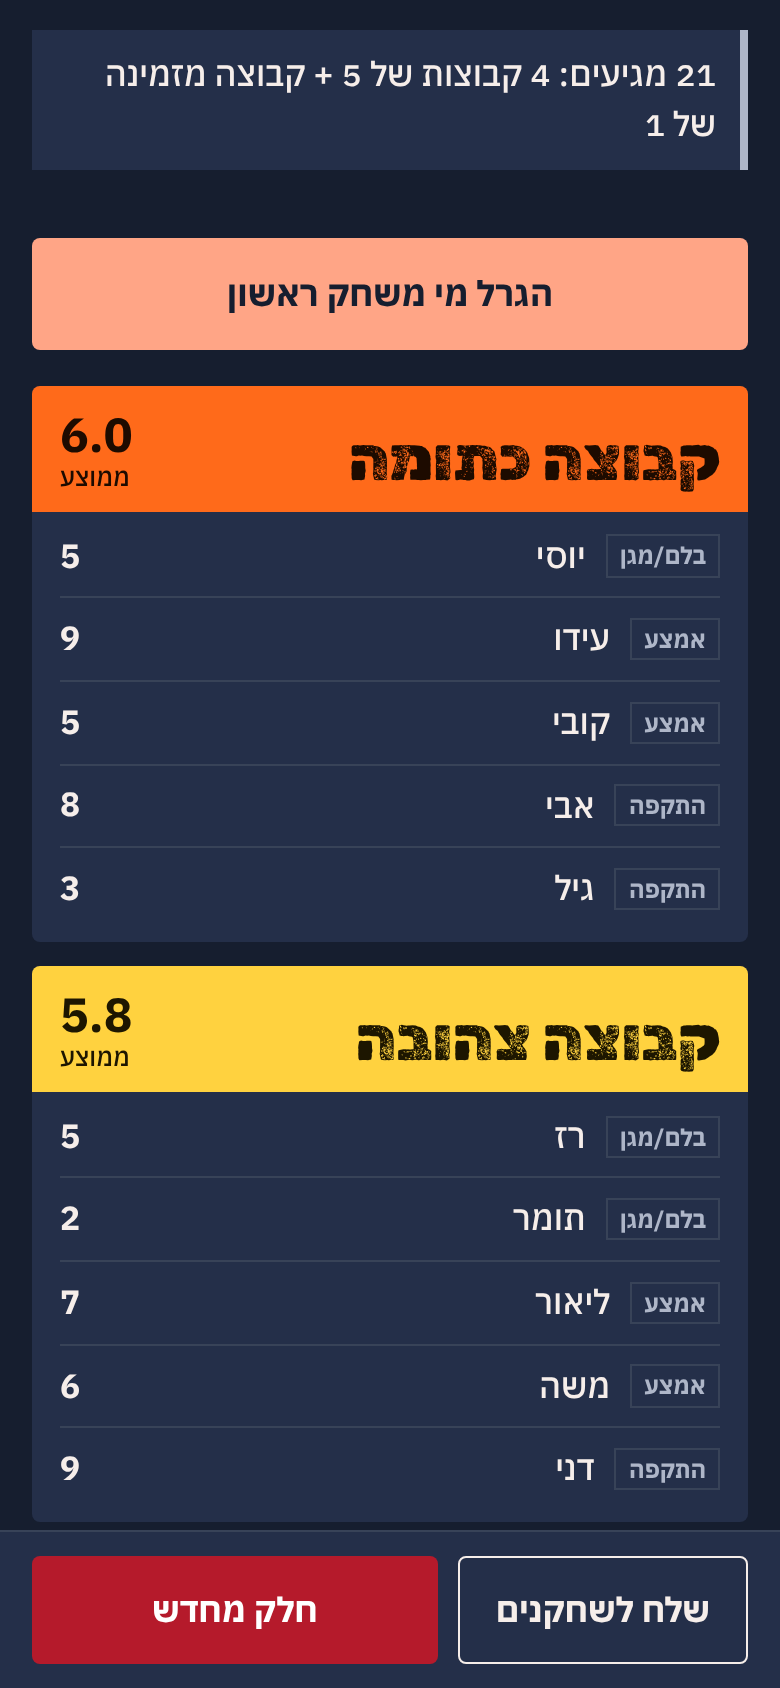 21 מגיעים: 4 קבוצות של 5 + קבוצה מזמינה
של 1
הגרל מי משחק ראשון
קבוצה כתומה 6.0
ממוצע
בלם/מגן יוסי 5
אמצע עידו 9
אמצע קובי 5
התקפה אבי 8
התקפה גיל 3
קבוצה צהובה 5.8
ממוצע
בלם/מגן רז 5
בלם/מגן תומר 2
אמצע ליאור 7
אמצע משה 6
התקפה דני 9
שלח לשחקנים חלק מחדש